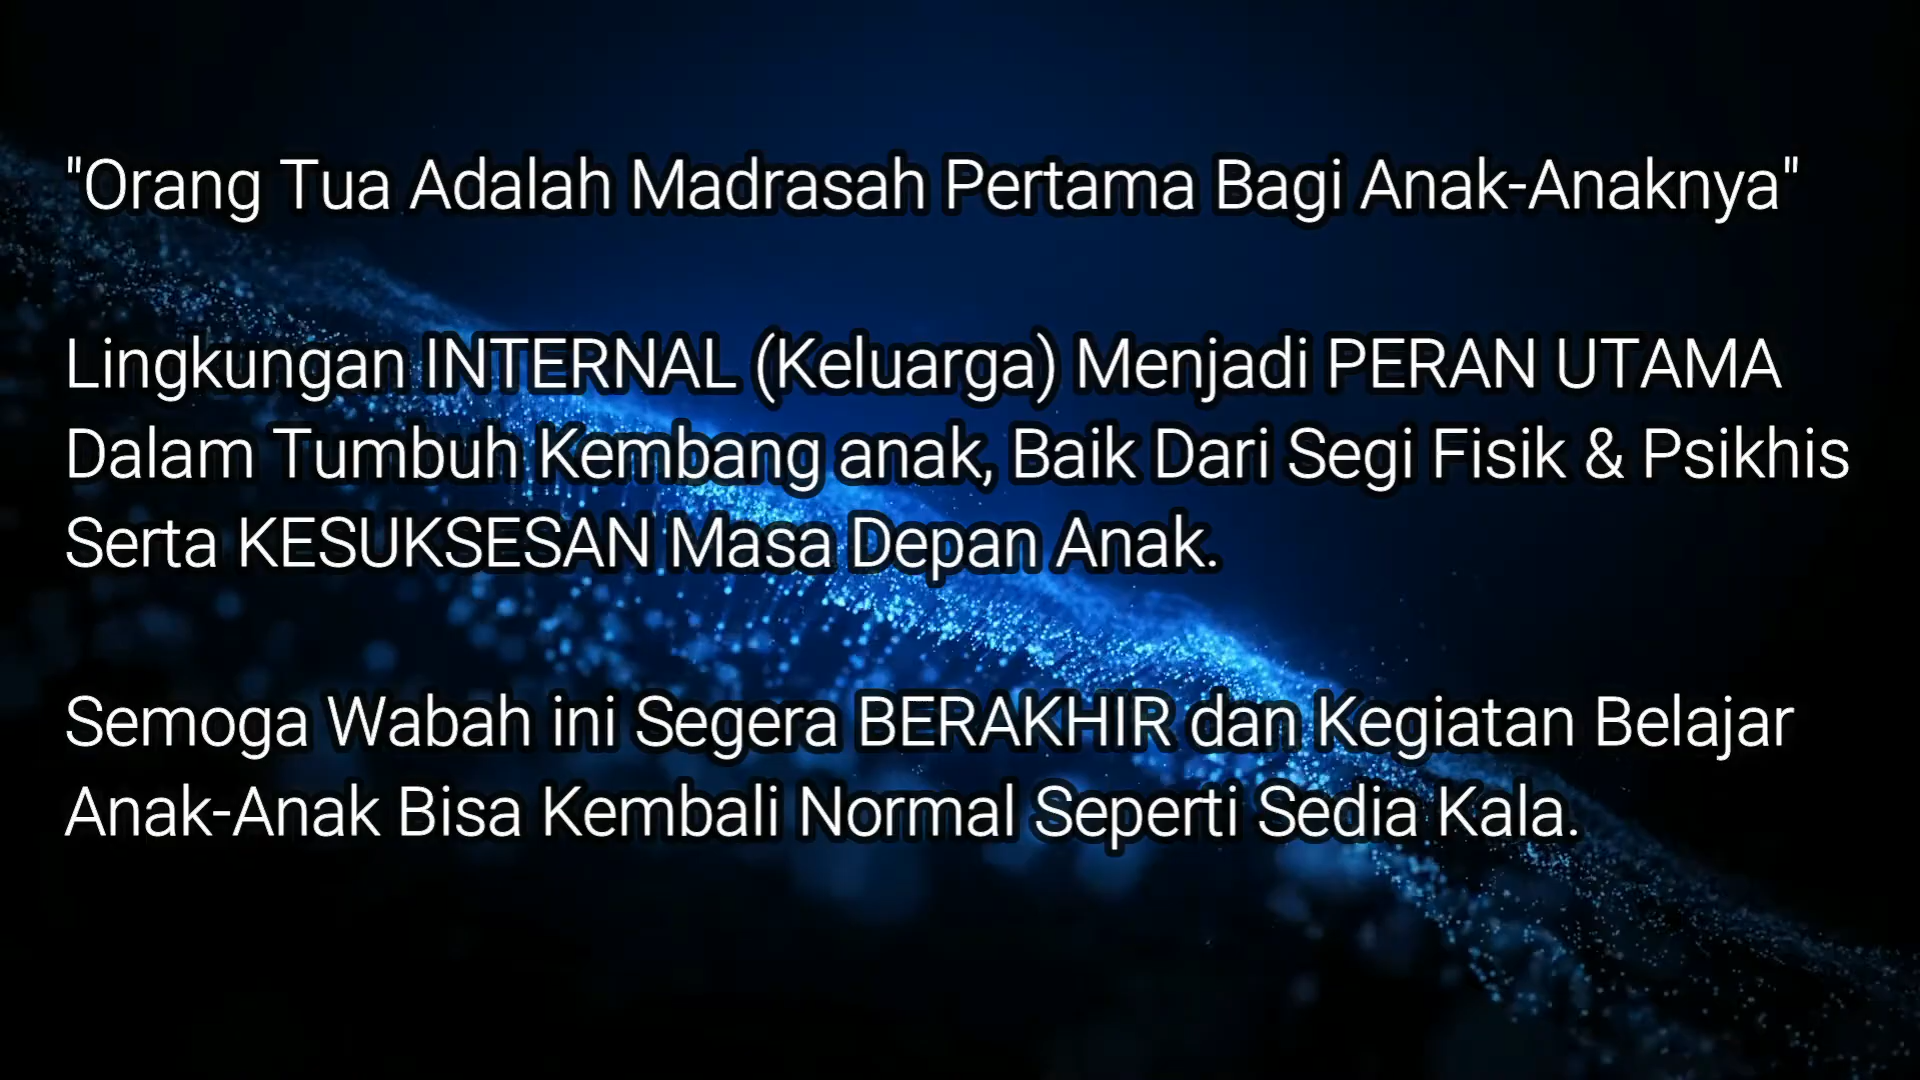 "Orang Tua Adalah Madrasah Pertama Bagi Anak-Anaknya"
Lingkungan INTERNAL (Keluarga) Menjadi PERAN UTAMA
Dalam Tumbuh Kembang anak, Baik Dari Segi Fisik & Psikhis
Serta KESUKSESAN Masa Depan Anak.
Semoga Wabah ini Segera BERAKHIR dan Kegiatan Belajar
Anak-Anak Bisa Kembali Normal Seperti Sedia Kala.